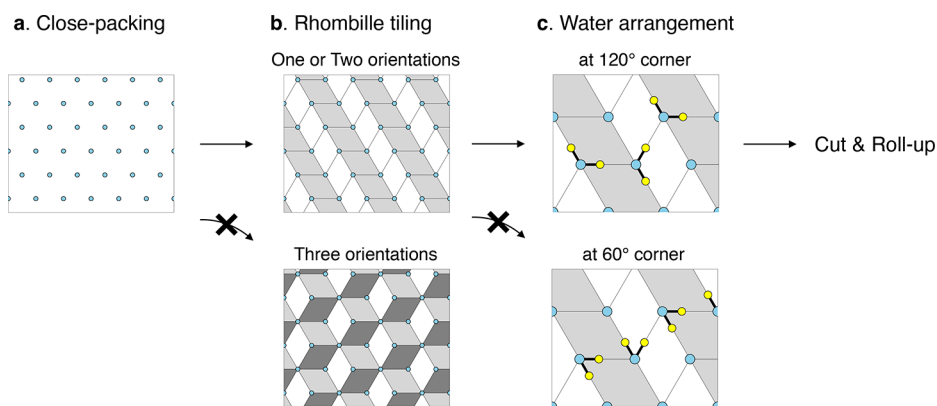 a. Close-packing
b. Rhombille tiling
c. Water arrangement
One or Two orientations
at 120° corner
Cut & Roll-up
Three orientations
at 60° corner